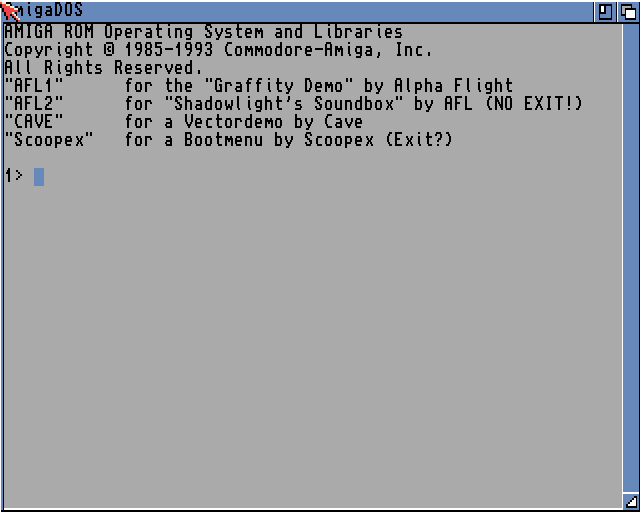 AmigaDOS
AMIGA ROM Operating System and Libraries
Copyright © 1985-1993 Commodore-Amiga, Inc.
All Rights Reserved.
"AFL1" for the "Graffity Demo" by Alpha Flight
"AFL2" for "Shadowlight's Soundbox" by AFL (NO EXIT!)
"CAVE" for a Vectordemo by Cave
"Scoopex" for a Bootmenu by Scoopex (Exit?)
1>